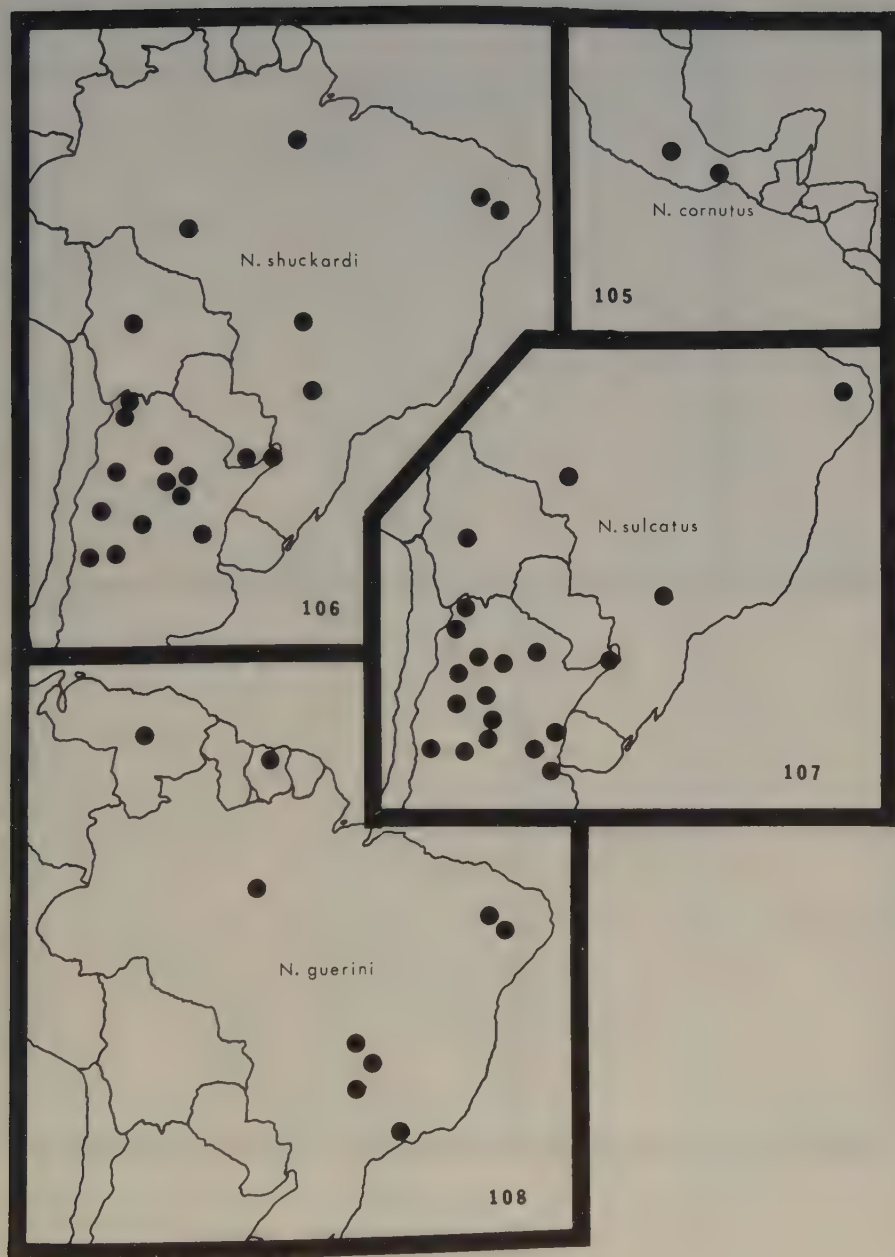 N. cornutus
105
N. shuckardi
106
N. sulcatus
107
N. guerini
108